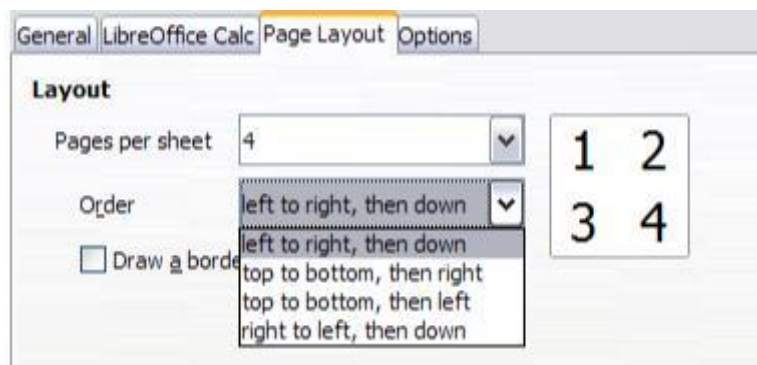 General LibreOffice Calc Page Layout Options
Layout
Pages per sheet 4
1 2
Order left to right, then down
3 4
left to right, then down
Draw a borde
top to bottom, then right
top to bottom, then left
right to left, then down